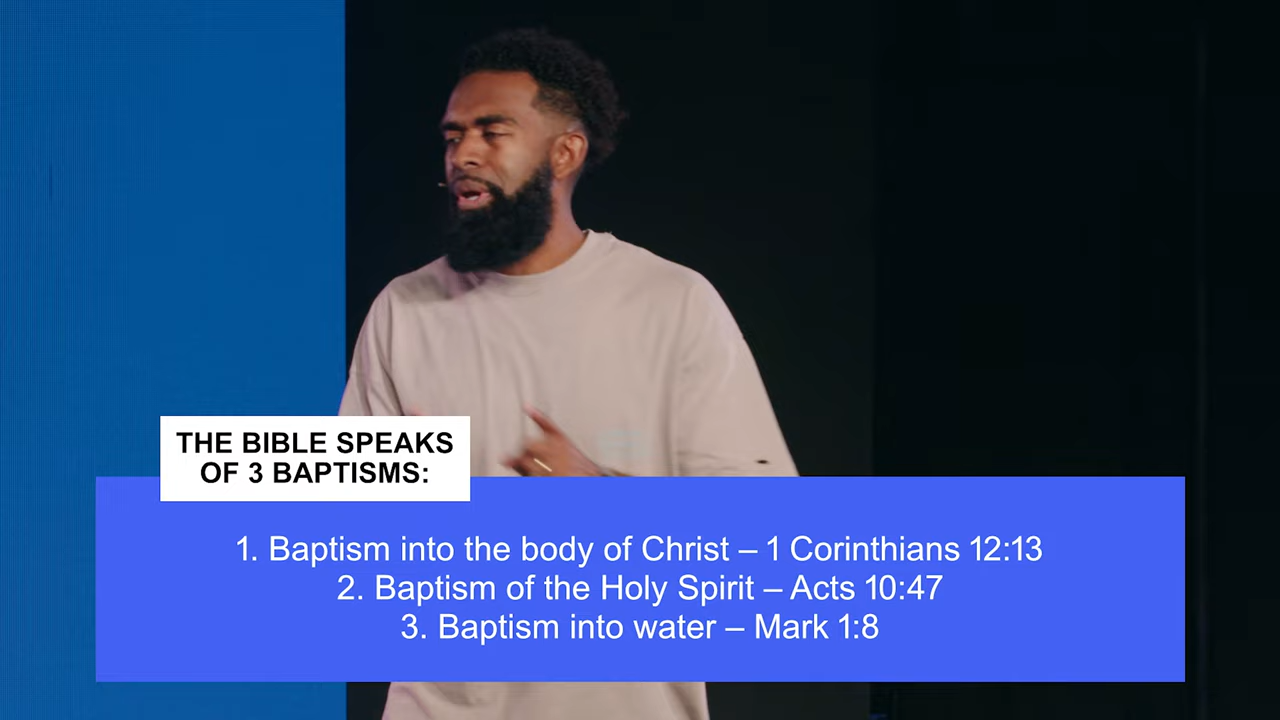 THE BIBLE SPEAKS
OF 3 BAPTISMS:
1. Baptism into the body of Christ – 1 Corinthians 12:13
2. Baptism of the Holy Spirit – Acts 10:47
3. Baptism into water – Mark 1:8